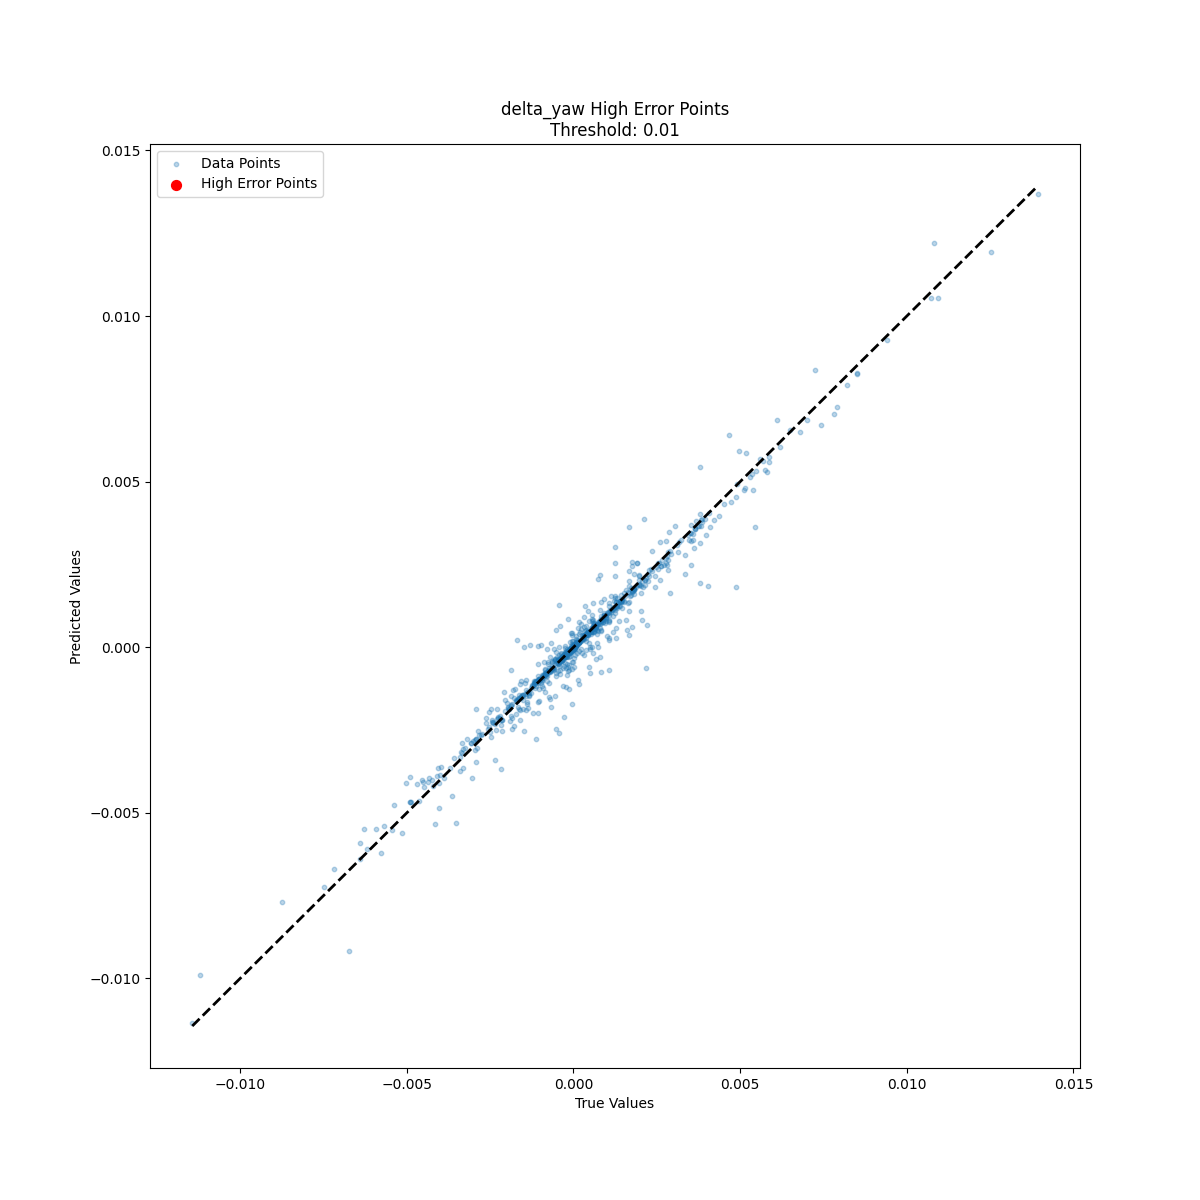 delta_yaw High Error Points
Threshold: 0.01
Data Points
High Error Points
0.015
0.010
0.005
0.000
−0.005
−0.010
Predicted Values
−0.010
−0.005
0.000
0.005
0.010
0.015
True Values